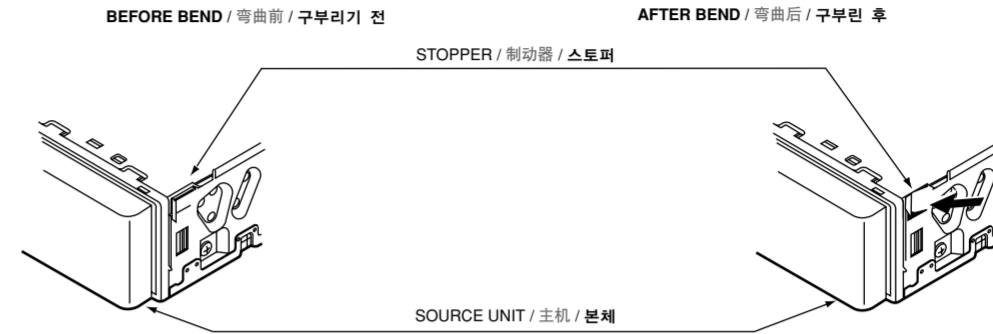 BEFORE BEND / 弯曲前 / 구부리기 전
AFTER BEND / 弯曲后 / 구부린 후
STOPPER / 制动器 / 스토퍼
SOURCE UNIT / 主机 / 본체